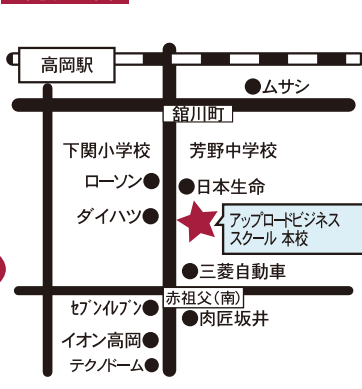 高岡駅
ムサシ
舘川町
下関小学校
芳野中学校
ローソン
日本生命
ダイハツ
アップロードビジネス
スクール 本校
三菱自動車
赤祖父(南)
セブンイレブン
肉匠坂井
イオン高岡
テクノドーム